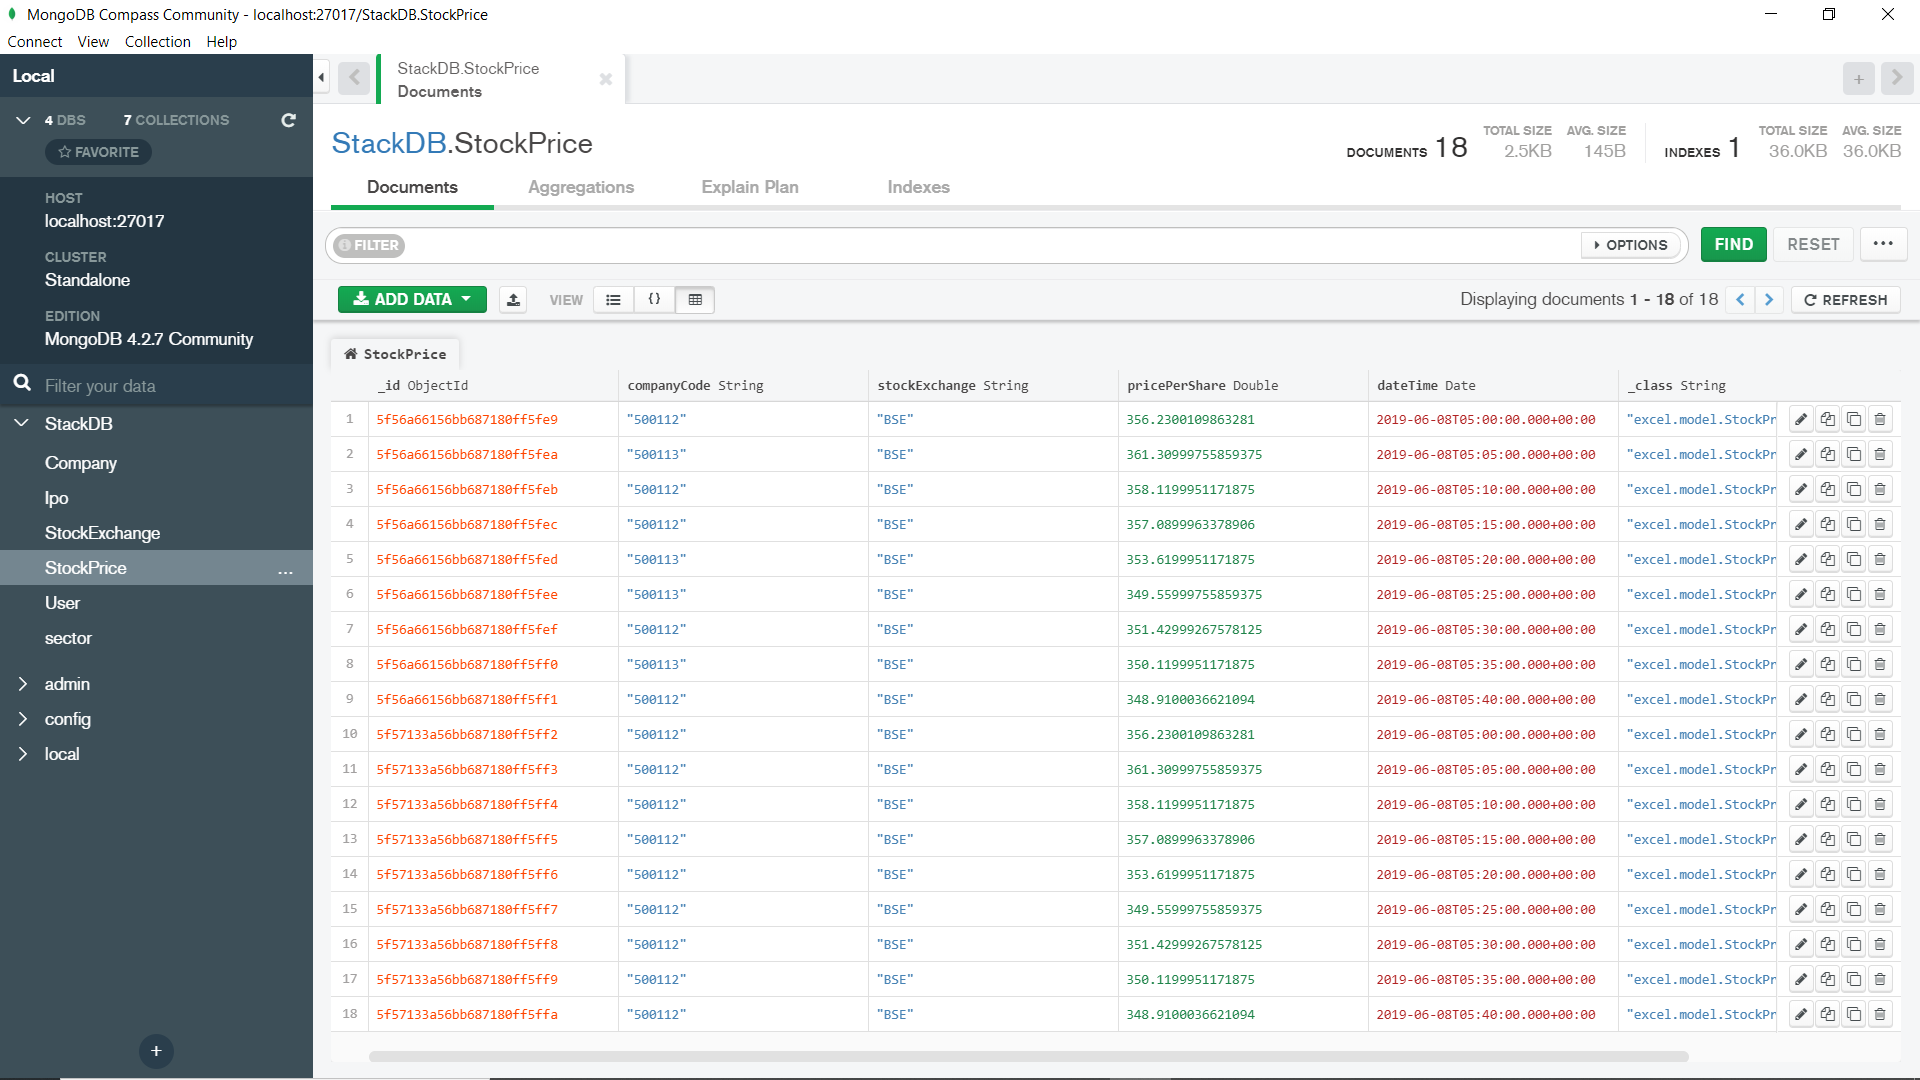 MongoDB Compass Community - localhost:27017/StackDB.StockPrice
Connect View Collection Help
Local
4 DBS 7 COLLECTIONS
FAVORITE
HOST
localhost:27017
CLUSTER
Standalone
EDITION
MongoDB 4.2.7 Community
Filter your data
StackDB
Company
Ipo
StockExchange
StockPrice ...
User
sector
admin
config
local
+
StackDB.StockPrice
Documents
StackDB.StockPrice
DOCUMENTS 18 TOTAL SIZE 2.5KB AVG. SIZE 145B INDEXES 1 TOTAL SIZE 36.0KB AVG. SIZE 36.0KB
Documents Aggregations Explain Plan Indexes
FILTER OPTIONS FIND RESET ...
ADD DATA VIEW {} Displaying documents 1 - 18 of 18 REFRESH
StockPrice
_id ObjectId companyCode String stockExchange String pricePerShare Double dateTime Date _class String
1 5f56a66156bb687180ff5fe9 "500112" "BSE" 356.2300109863281 2019-06-08T05:00:00.000+00:00 "excel.model.StockPr
2 5f56a66156bb687180ff5fea "500113" "BSE" 361.30999755859375 2019-06-08T05:05:00.000+00:00 "excel.model.StockPr
3 5f56a66156bb687180ff5feb "500112" "BSE" 358.1199951171875 2019-06-08T05:10:00.000+00:00 "excel.model.StockPr
4 5f56a66156bb687180ff5fec "500112" "BSE" 357.0899963378906 2019-06-08T05:15:00.000+00:00 "excel.model.StockPr
5 5f56a66156bb687180ff5fed "500113" "BSE" 353.6199951171875 2019-06-08T05:20:00.000+00:00 "excel.model.StockPr
6 5f56a66156bb687180ff5fee "500113" "BSE" 349.55999755859375 2019-06-08T05:25:00.000+00:00 "excel.model.StockPr
7 5f56a66156bb687180ff5fef "500112" "BSE" 351.42999267578125 2019-06-08T05:30:00.000+00:00 "excel.model.StockPr
8 5f56a66156bb687180ff5ff0 "500113" "BSE" 350.1199951171875 2019-06-08T05:35:00.000+00:00 "excel.model.StockPr
9 5f56a66156bb687180ff5ff1 "500112" "BSE" 348.9100036621094 2019-06-08T05:40:00.000+00:00 "excel.model.StockPr
10 5f57133a56bb687180ff5ff2 "500112" "BSE" 356.2300109863281 2019-06-08T05:00:00.000+00:00 "excel.model.StockPr
11 5f57133a56bb687180ff5ff3 "500112" "BSE" 361.30999755859375 2019-06-08T05:05:00.000+00:00 "excel.model.StockPr
12 5f57133a56bb687180ff5ff4 "500112" "BSE" 358.1199951171875 2019-06-08T05:10:00.000+00:00 "excel.model.StockPr
13 5f57133a56bb687180ff5ff5 "500112" "BSE" 357.0899963378906 2019-06-08T05:15:00.000+00:00 "excel.model.StockPr
14 5f57133a56bb687180ff5ff6 "500112" "BSE" 353.6199951171875 2019-06-08T05:20:00.000+00:00 "excel.model.StockPr
15 5f57133a56bb687180ff5ff7 "500112" "BSE" 349.55999755859375 2019-06-08T05:25:00.000+00:00 "excel.model.StockPr
16 5f57133a56bb687180ff5ff8 "500112" "BSE" 351.42999267578125 2019-06-08T05:30:00.000+00:00 "excel.model.StockPr
17 5f57133a56bb687180ff5ff9 "500112" "BSE" 350.1199951171875 2019-06-08T05:35:00.000+00:00 "excel.model.StockPr
18 5f57133a56bb687180ff5ffa "500112" "BSE" 348.9100036621094 2019-06-08T05:40:00.000+00:00 "excel.model.StockPr